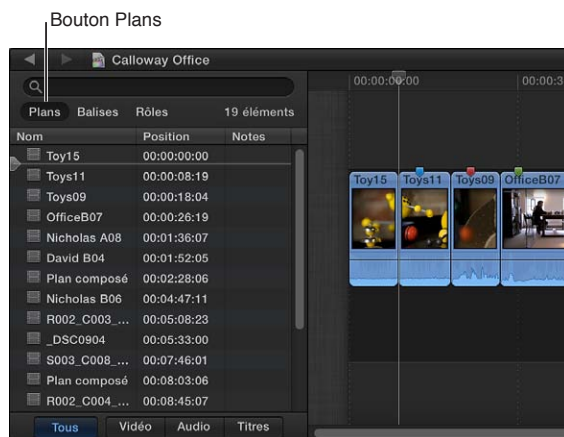 Bouton Plans
Calloway Office
00:00:00:00 00:00:3
Plans Balises Rôles 19 éléments
Nom Position Notes
Toy15 00:00:00:00
Toys11 00:00:08:19
Toys09 00:00:18:04
OfficeB07 00:00:26:19
Nicholas A08 00:01:36:07
David B04 00:01:52:05
Plan composé 00:02:28:06
Nicholas B06 00:04:47:11
R002_C003_... 00:05:08:23
_DSC0904 00:05:33:00
S003_C008_... 00:07:46:01
Plan composé 00:08:03:06
R002_C004_... 00:08:45:07
Toy15 Toys11 Toys09 OfficeB07
Tous Vidéo Audio Titres